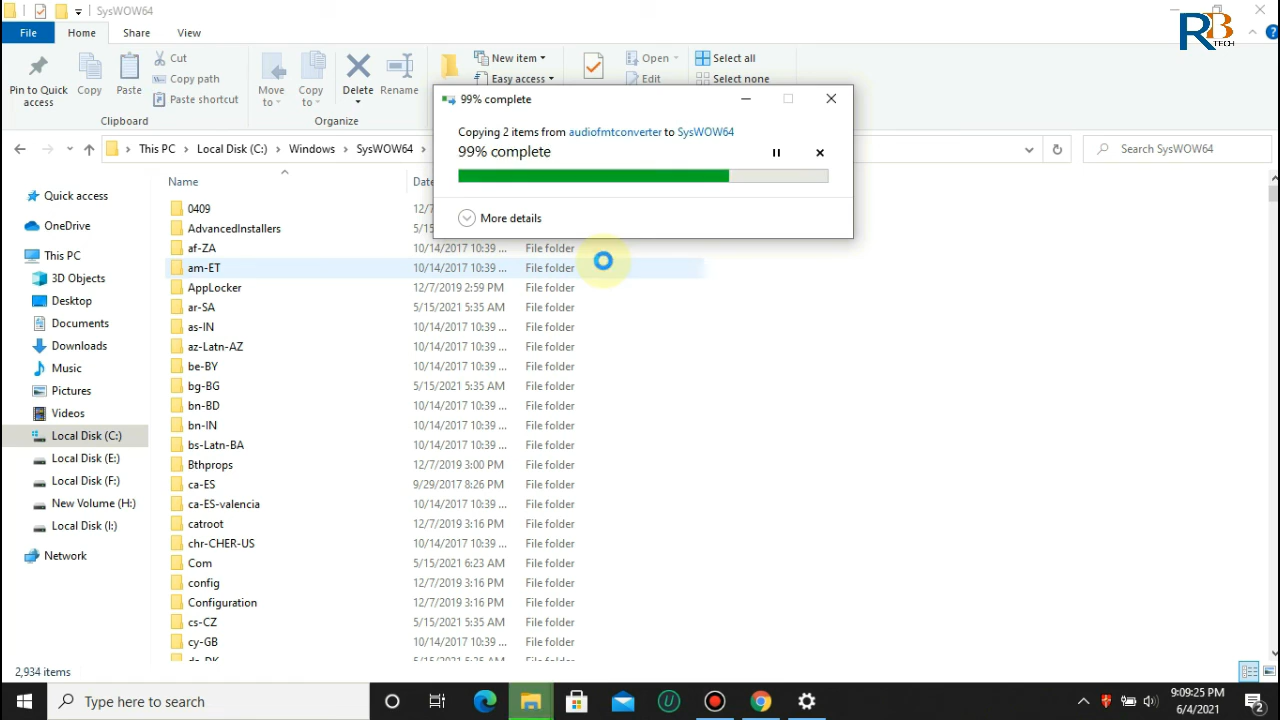 SysWOW64
RB TECH
File Home Share View
Pin to Quick access
Copy
Paste
Cut
Copy path
Paste shortcut
Clipboard
Move to
Copy to
Delete
Rename
Organize
New item
Easy access
Open
Edit
Select all
Select none
99% complete
Copying 2 items from audiofmtconverter to SysWOW64
99% complete
More details
This PC Local Disk (C:) Windows SysWOW64
Search SysWOW64
Quick access
OneDrive
This PC
3D Objects
Desktop
Documents
Downloads
Music
Pictures
Videos
Local Disk (C:)
Local Disk (E:)
Local Disk (F:)
New Volume (H:)
Local Disk (I:)
Network
Name Date
0409 12/7
AdvancedInstallers 5/15
af-ZA 10/14/2017 10:39 ... File folder
am-ET 10/14/2017 10:39 ... File folder
AppLocker 12/7/2019 2:59 PM File folder
ar-SA 5/15/2021 5:35 AM File folder
as-IN 10/14/2017 10:39 ... File folder
az-Latn-AZ 10/14/2017 10:39 ... File folder
be-BY 10/14/2017 10:39 ... File folder
bg-BG 5/15/2021 5:35 AM File folder
bn-BD 10/14/2017 10:39 ... File folder
bn-IN 10/14/2017 10:39 ... File folder
bs-Latn-BA 10/14/2017 10:39 ... File folder
Bthprops 12/7/2019 3:00 PM File folder
ca-ES 9/29/2017 8:26 PM File folder
ca-ES-valencia 10/14/2017 10:39 ... File folder
catroot 12/7/2019 3:16 PM File folder
chr-CHER-US 10/14/2017 10:39 ... File folder
Com 5/15/2021 6:23 AM File folder
config 12/7/2019 3:16 PM File folder
Configuration 12/7/2019 3:16 PM File folder
cs-CZ 5/15/2021 5:35 AM File folder
cy-GB 10/14/2017 10:39 ... File folder
2,934 items
Type here to search
9:09:25 PM
6/4/2021
2